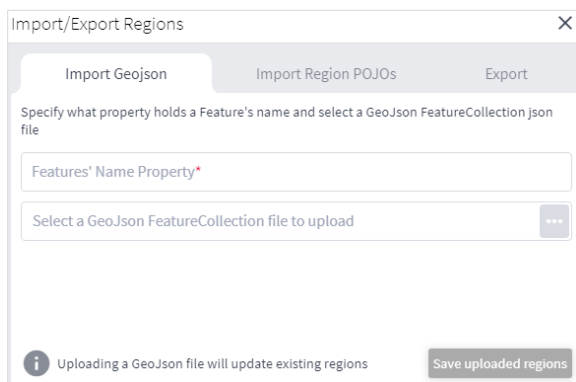 Import/Export Regions
Import Geojson
Import Region POJOs
Export
Specify what property holds a Feature's name and select a GeoJson FeatureCollection json
file
Features' Name Property*
Select a GeoJson FeatureCollection file to upload
Uploading a GeoJson file will update existing regions
Save uploaded regions